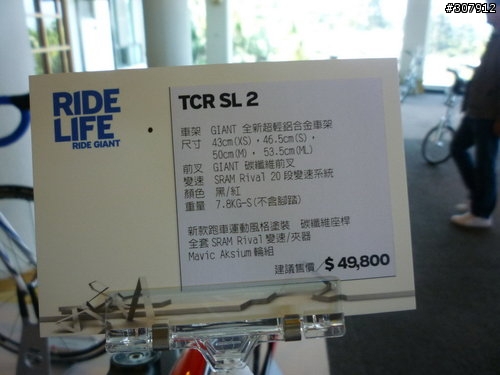 #307912
RIDE
LIFE
RIDE GIANT
TCR SL 2
車架 GIANT 全新超輕鋁合金車架
尺寸 43cm(XS)，46.5cm(S)，
50cm(M)， 53.5cm(ML)
前叉 GIANT 碳纖維前叉
變速 SRAM Rival 20 段變速系統
顏色 黑/紅
重量 7.8KG-S(不含腳踏)
新款跑車運動風格塗裝 碳纖維座桿
全套 SRAM Rival 變速/夾器
Mavic Aksium 輪組
建議售價 $ 49,800